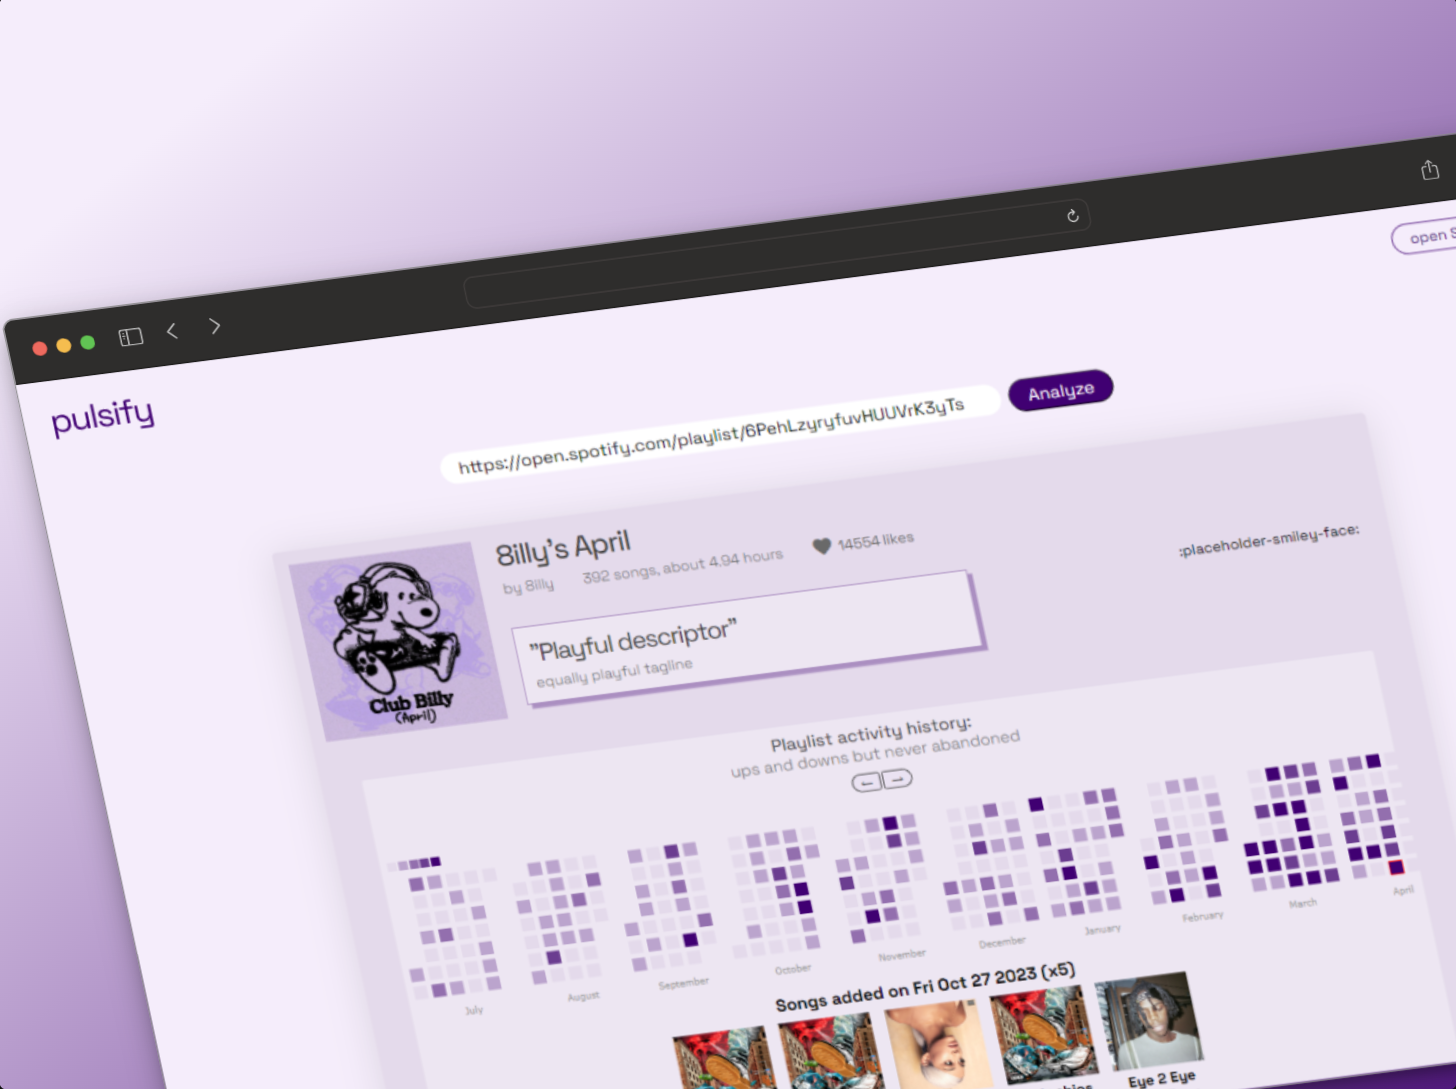 open
pulsify
https://open.spotify.com/playlist/6PehLzyryfuvHUUVrK3yTs
Analyze
8illy's April
by 8illy
392 songs, about 4.94 hours
14554 likes
:placeholder-smiley-face:
"Playful descriptor"
equally playful tagline
Club Billy
(April)
Playlist activity history:
ups and downs but never abandoned
← →
July
August
September
October
November
December
January
February
March
April
Songs added on Fri Oct 27 2023 (x5)
Eye 2 Eye